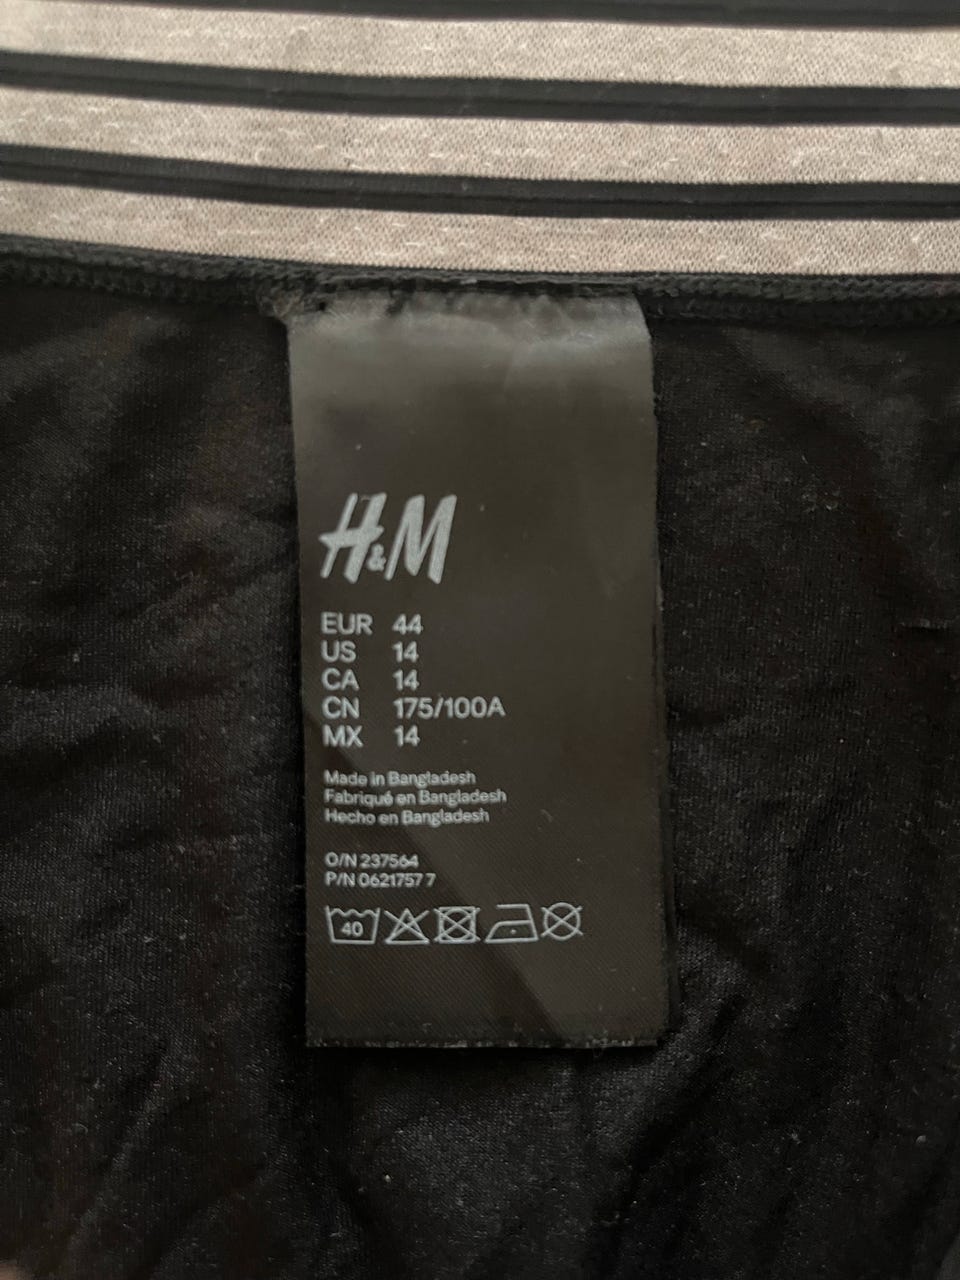 H&M
EUR 44
US 14
CA 14
CN 175/100A
MX 14
Made in Bangladesh
Fabriqué en Bangladesh
Hecho en Bangladesh
O/N 237564
P/N 0621757 7
40